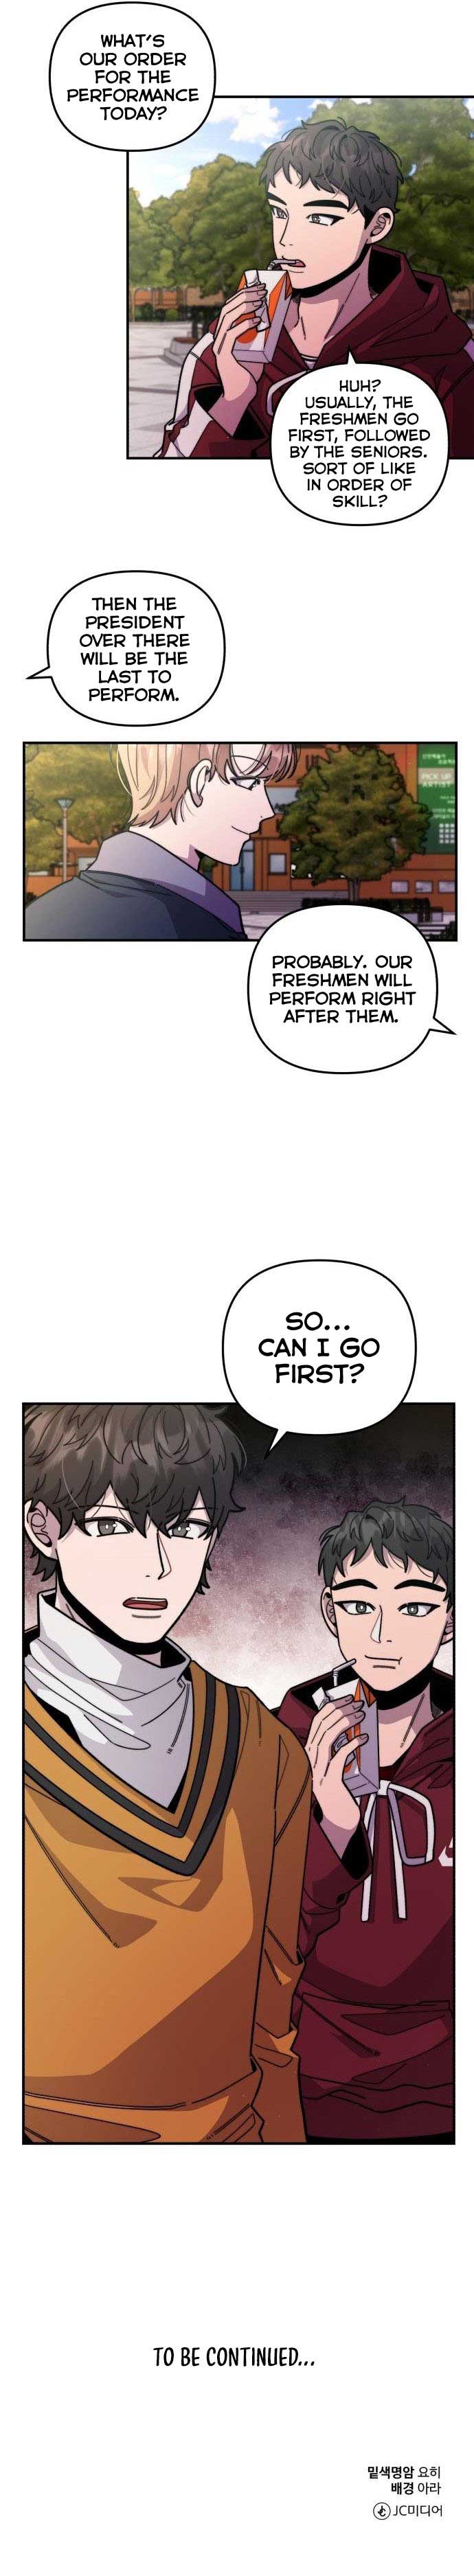 WHAT'S
OUR ORDER
FOR THE
PERFORMANCE
TODAY?
HUH?
USUALLY, THE
FRESHMEN GO
FIRST, FOLLOWED
BY THE SENIORS.
SORT OF LIKE
IN ORDER OF
SKILL?
THEN THE
PRESIDENT
OVER THERE
WILL BE THE
LAST TO
PERFORM.
PICK UP
ARTIST
PROBABLY. OUR
FRESHMEN WILL
PERFORM RIGHT
AFTER THEM.
SO...
CAN I GO
FIRST?
TO BE CONTINUED...
밑색명암 요히
배경 아라
JC미디어